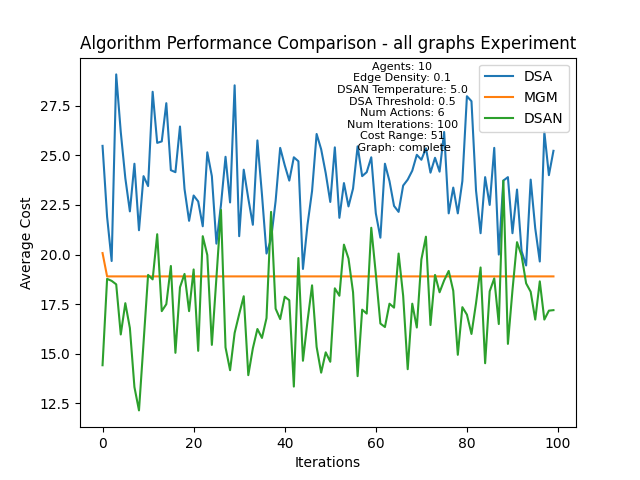 Algorithm Performance Comparison - all graphs Experiment
Agents: 10
Edge Density: 0.1
DSAN Temperature: 5.0
DSA Threshold: 0.5
Num Actions: 6
Num Iterations: 100
Cost Range: 51
Graph: complete
DSA
MGM
DSAN
Average Cost
27.5
25.0
22.5
20.0
17.5
15.0
12.5
0
20
40
60
80
100
Iterations